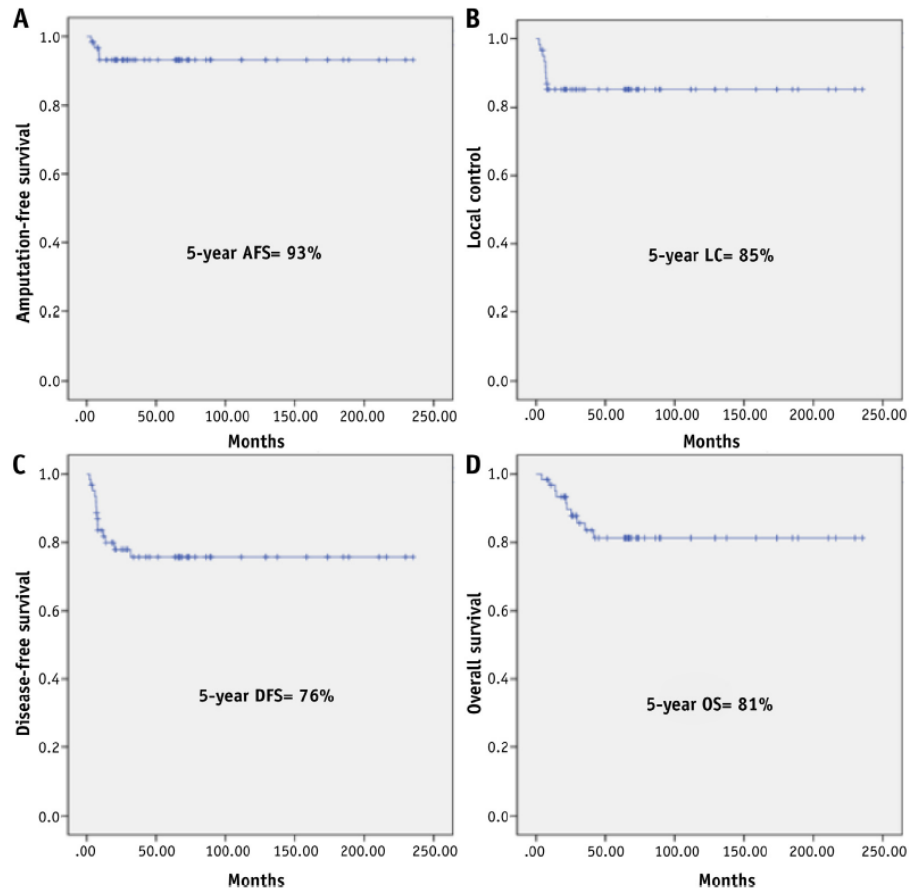 A
Amputation-free survival
1.0
0.8
0.6
0.4
0.2
0.0
5-year AFS= 93%
.00 50.00 100.00 150.00 200.00 250.00
Months
B
Local control
1.0
0.8
0.6
0.4
0.2
0.0
5-year LC= 85%
.00 50.00 100.00 150.00 200.00 250.00
Months
C
Disease-free survival
1.0
0.8
0.6
0.4
0.2
0.0
5-year DFS= 76%
.00 50.00 100.00 150.00 200.00 250.00
Months
D
Overall survival
1.0
0.8
0.6
0.4
0.2
0.0
5-year OS= 81%
.00 50.00 100.00 150.00 200.00 250.00
Months